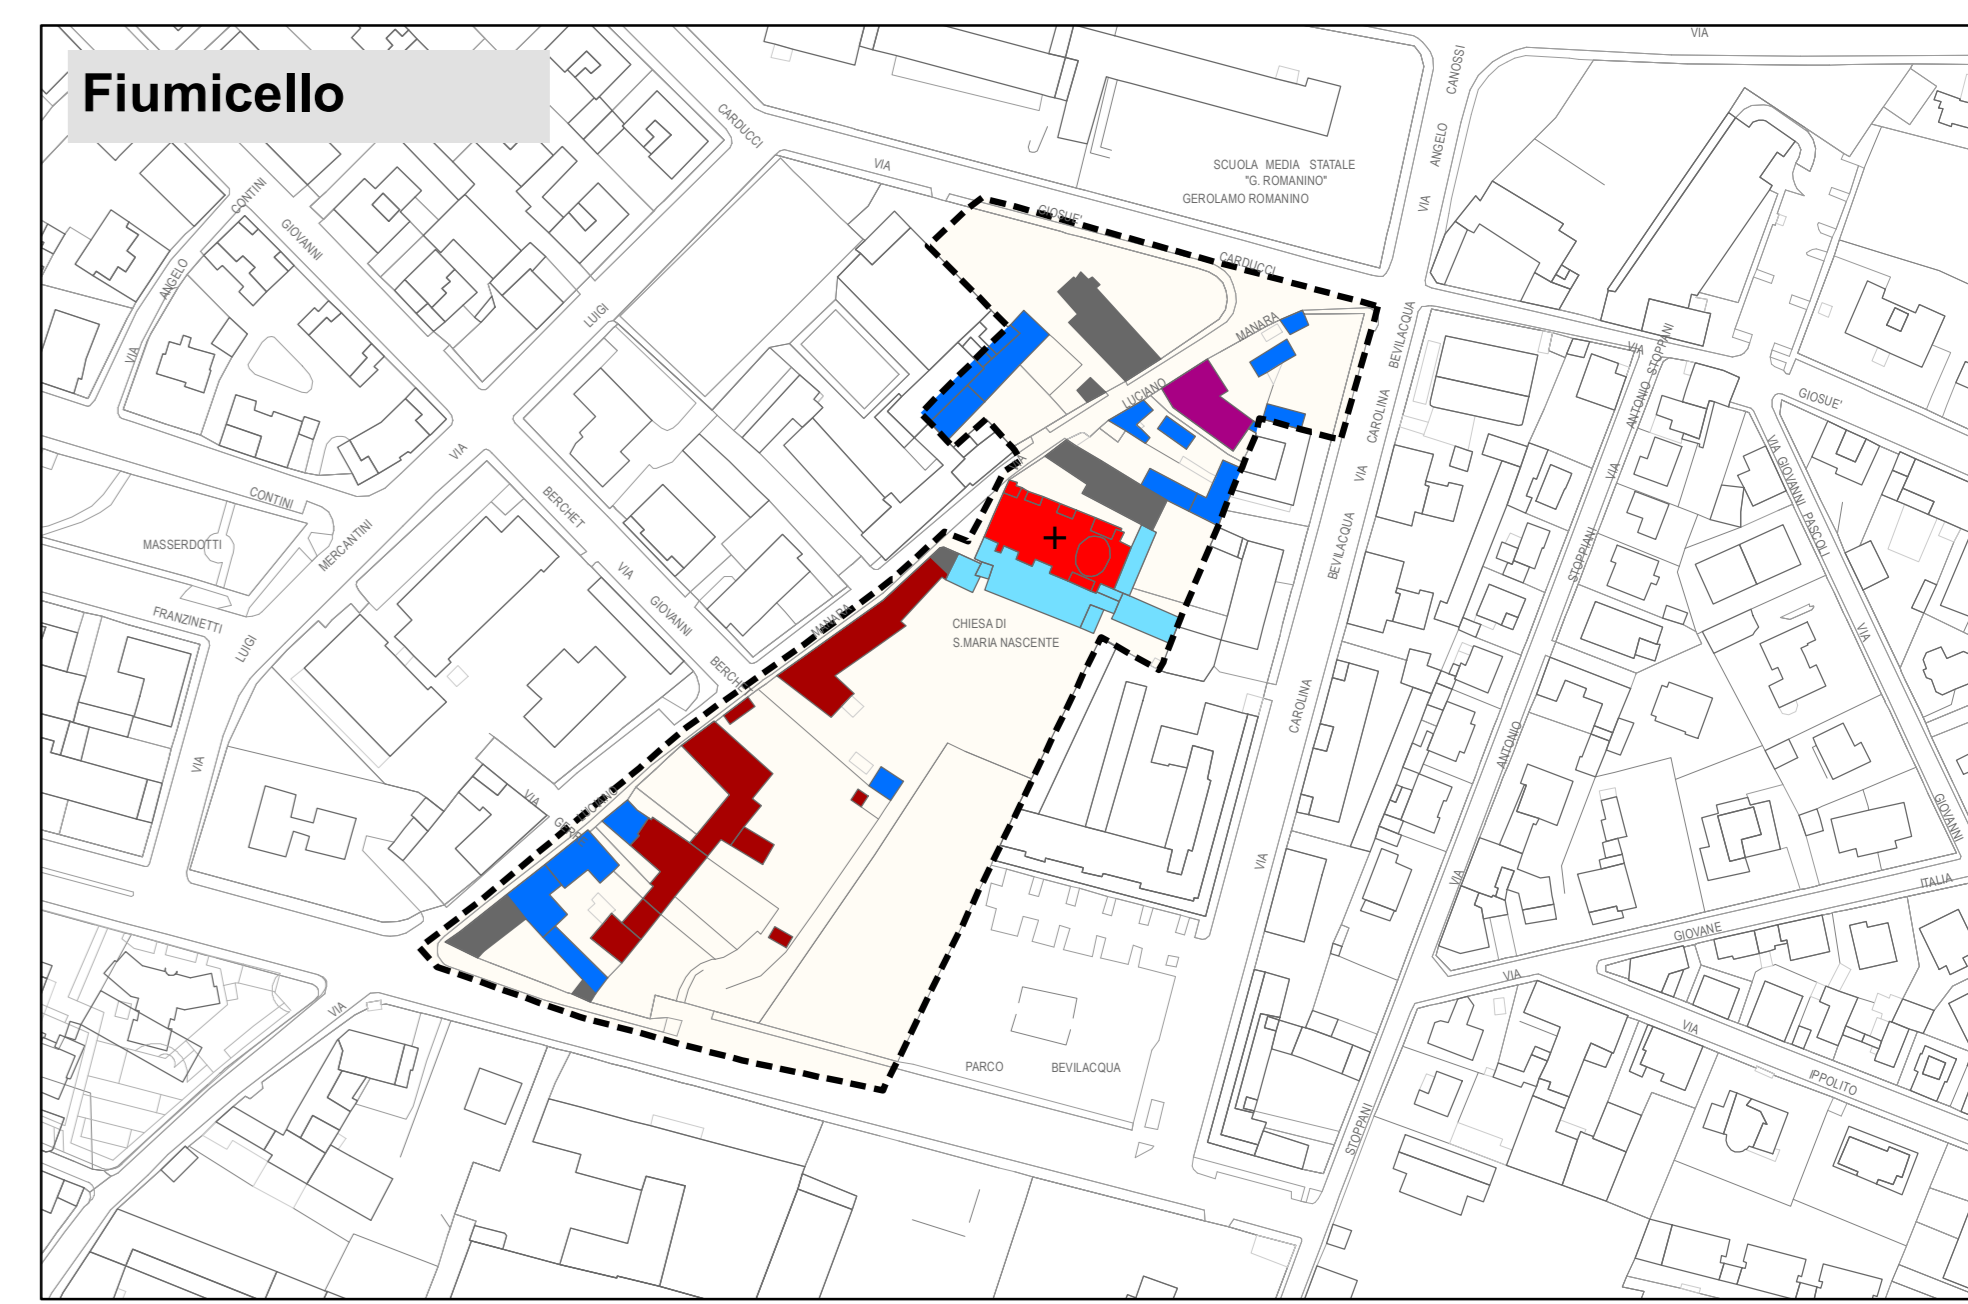 Fiumicello
VIA
CANOSSI
ANGELO
VIA
CARDUCCI
VIA
SCUOLA MEDIA STATALE
"G. ROMANINO"
GEROLAMO ROMANINO
GIOSUE'
CARDUCCI
CONTINI
GIOVANNI
ANGELO
VIA
LUIGI
MANARA
LUCIANO
BEVILACQUA
CAROLINA
VIA
BEVILACQUA
CAROLINA
VIA
VIA
STOPPANI
ANTONIO
VIA
STOPPIANI
ANTONIO
VIA
STOPPANI
GIOSUE'
VIA GIOVANNI PASCOLI
VIA
GIOVANNI
VIA
CONTINI
MASSERDOTTI
MERCANTINI
FRANZINETTI
LUIGI
VIA
BERCHET
VIA
GIOVANNI
BERCHET
VIA
MANARA
CHIESA DI
S.MARIA NASCENTE
VIA
PARCO BEVILACQUA
GIOVANE
ITALIA
VIA
VIA
IPPOLITO